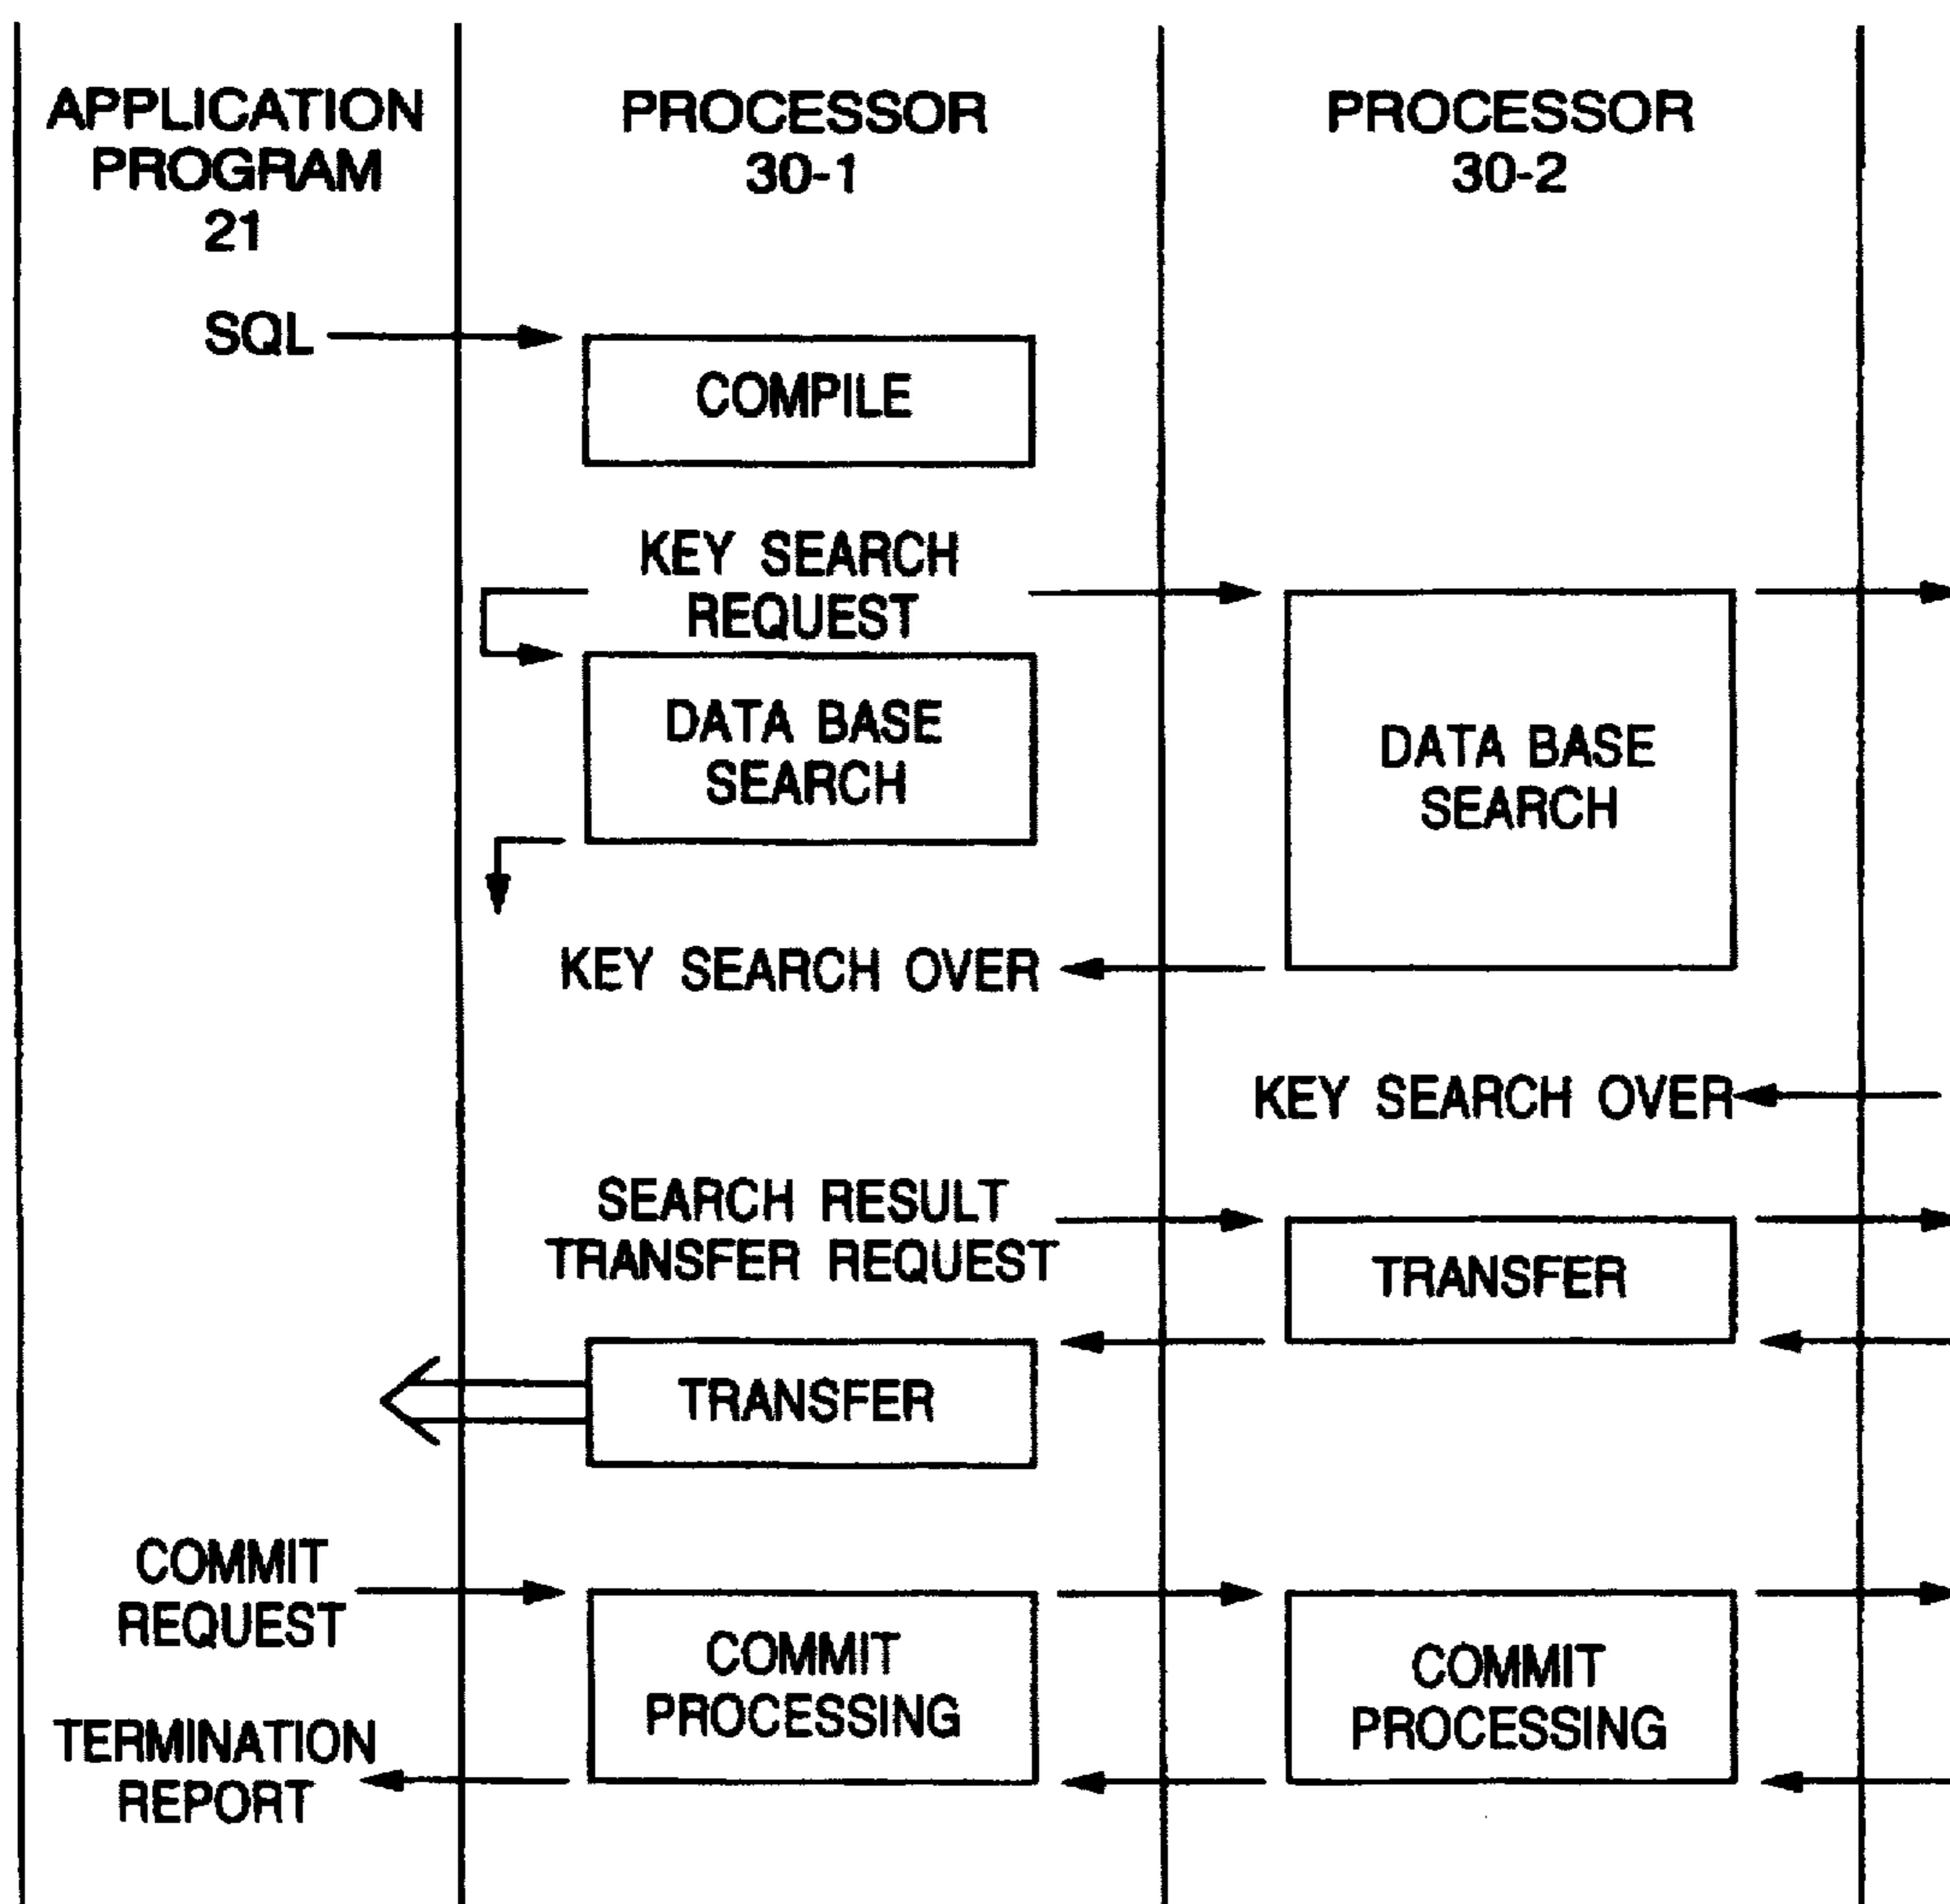 APPLICATION
PROGRAM
21
PROCESSOR
30-1
PROCESSOR
30-2
SQL
COMPILE
KEY SEARCH
REQUEST
DATA BASE
SEARCH
DATA BASE
SEARCH
KEY SEARCH OVER
KEY SEARCH OVER
SEARCH RESULT
TRANSFER REQUEST
TRANSFER
TRANSFER
COMMIT
REQUEST
COMMIT
PROCESSING
COMMIT
PROCESSING
TERMINATION
REPORT